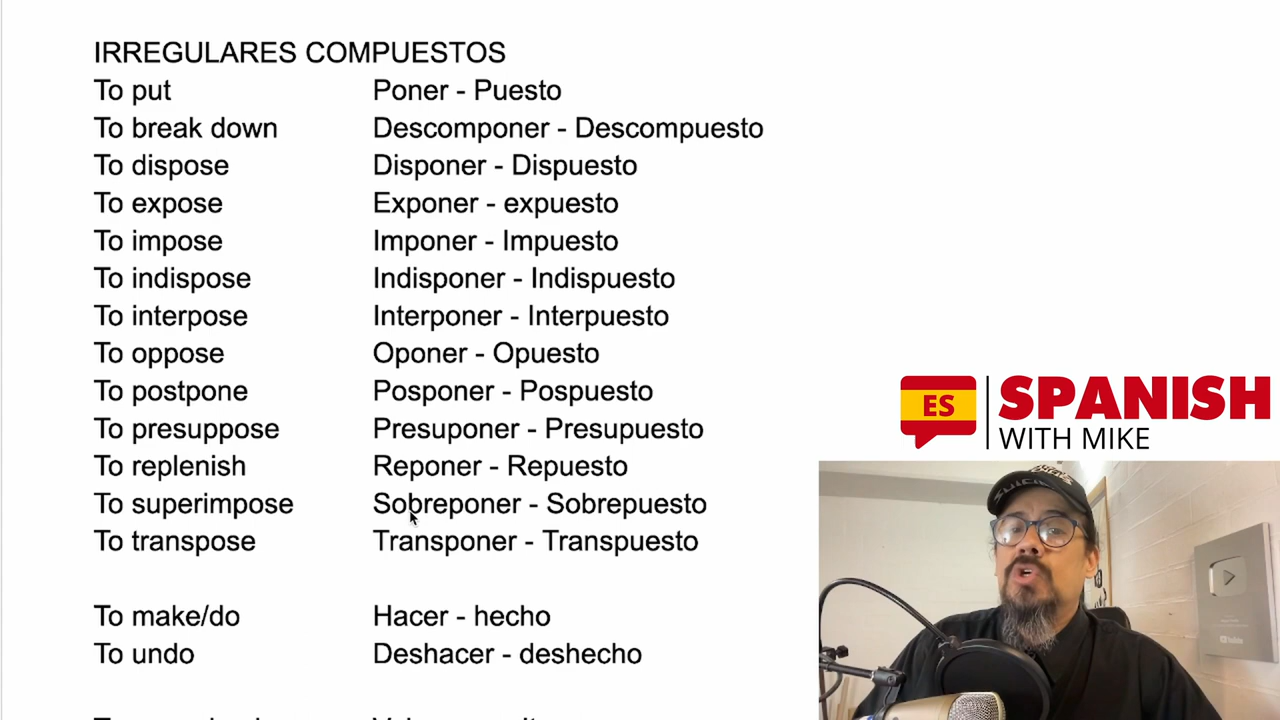 IRREGULARES COMPUESTOS
To put Poner - Puesto
To break down Descomponer - Descompuesto
To dispose Disponer - Dispuesto
To expose Exponer - expuesto
To impose Imponer - Impuesto
To indispose Indisponer - Indispuesto
To interpose Interponer - Interpuesto
To oppose Oponer - Opuesto
To postpone Posponer - Pospuesto
To presuppose Presuponer - Presupuesto
To replenish Reponer - Repuesto
To superimpose Sobreponer - Sobrepuesto
To transpose Transponer - Transpuesto
To make/do Hacer - hecho
To undo Deshacer - deshecho
ES SPANISH
WITH MIKE
YouTube